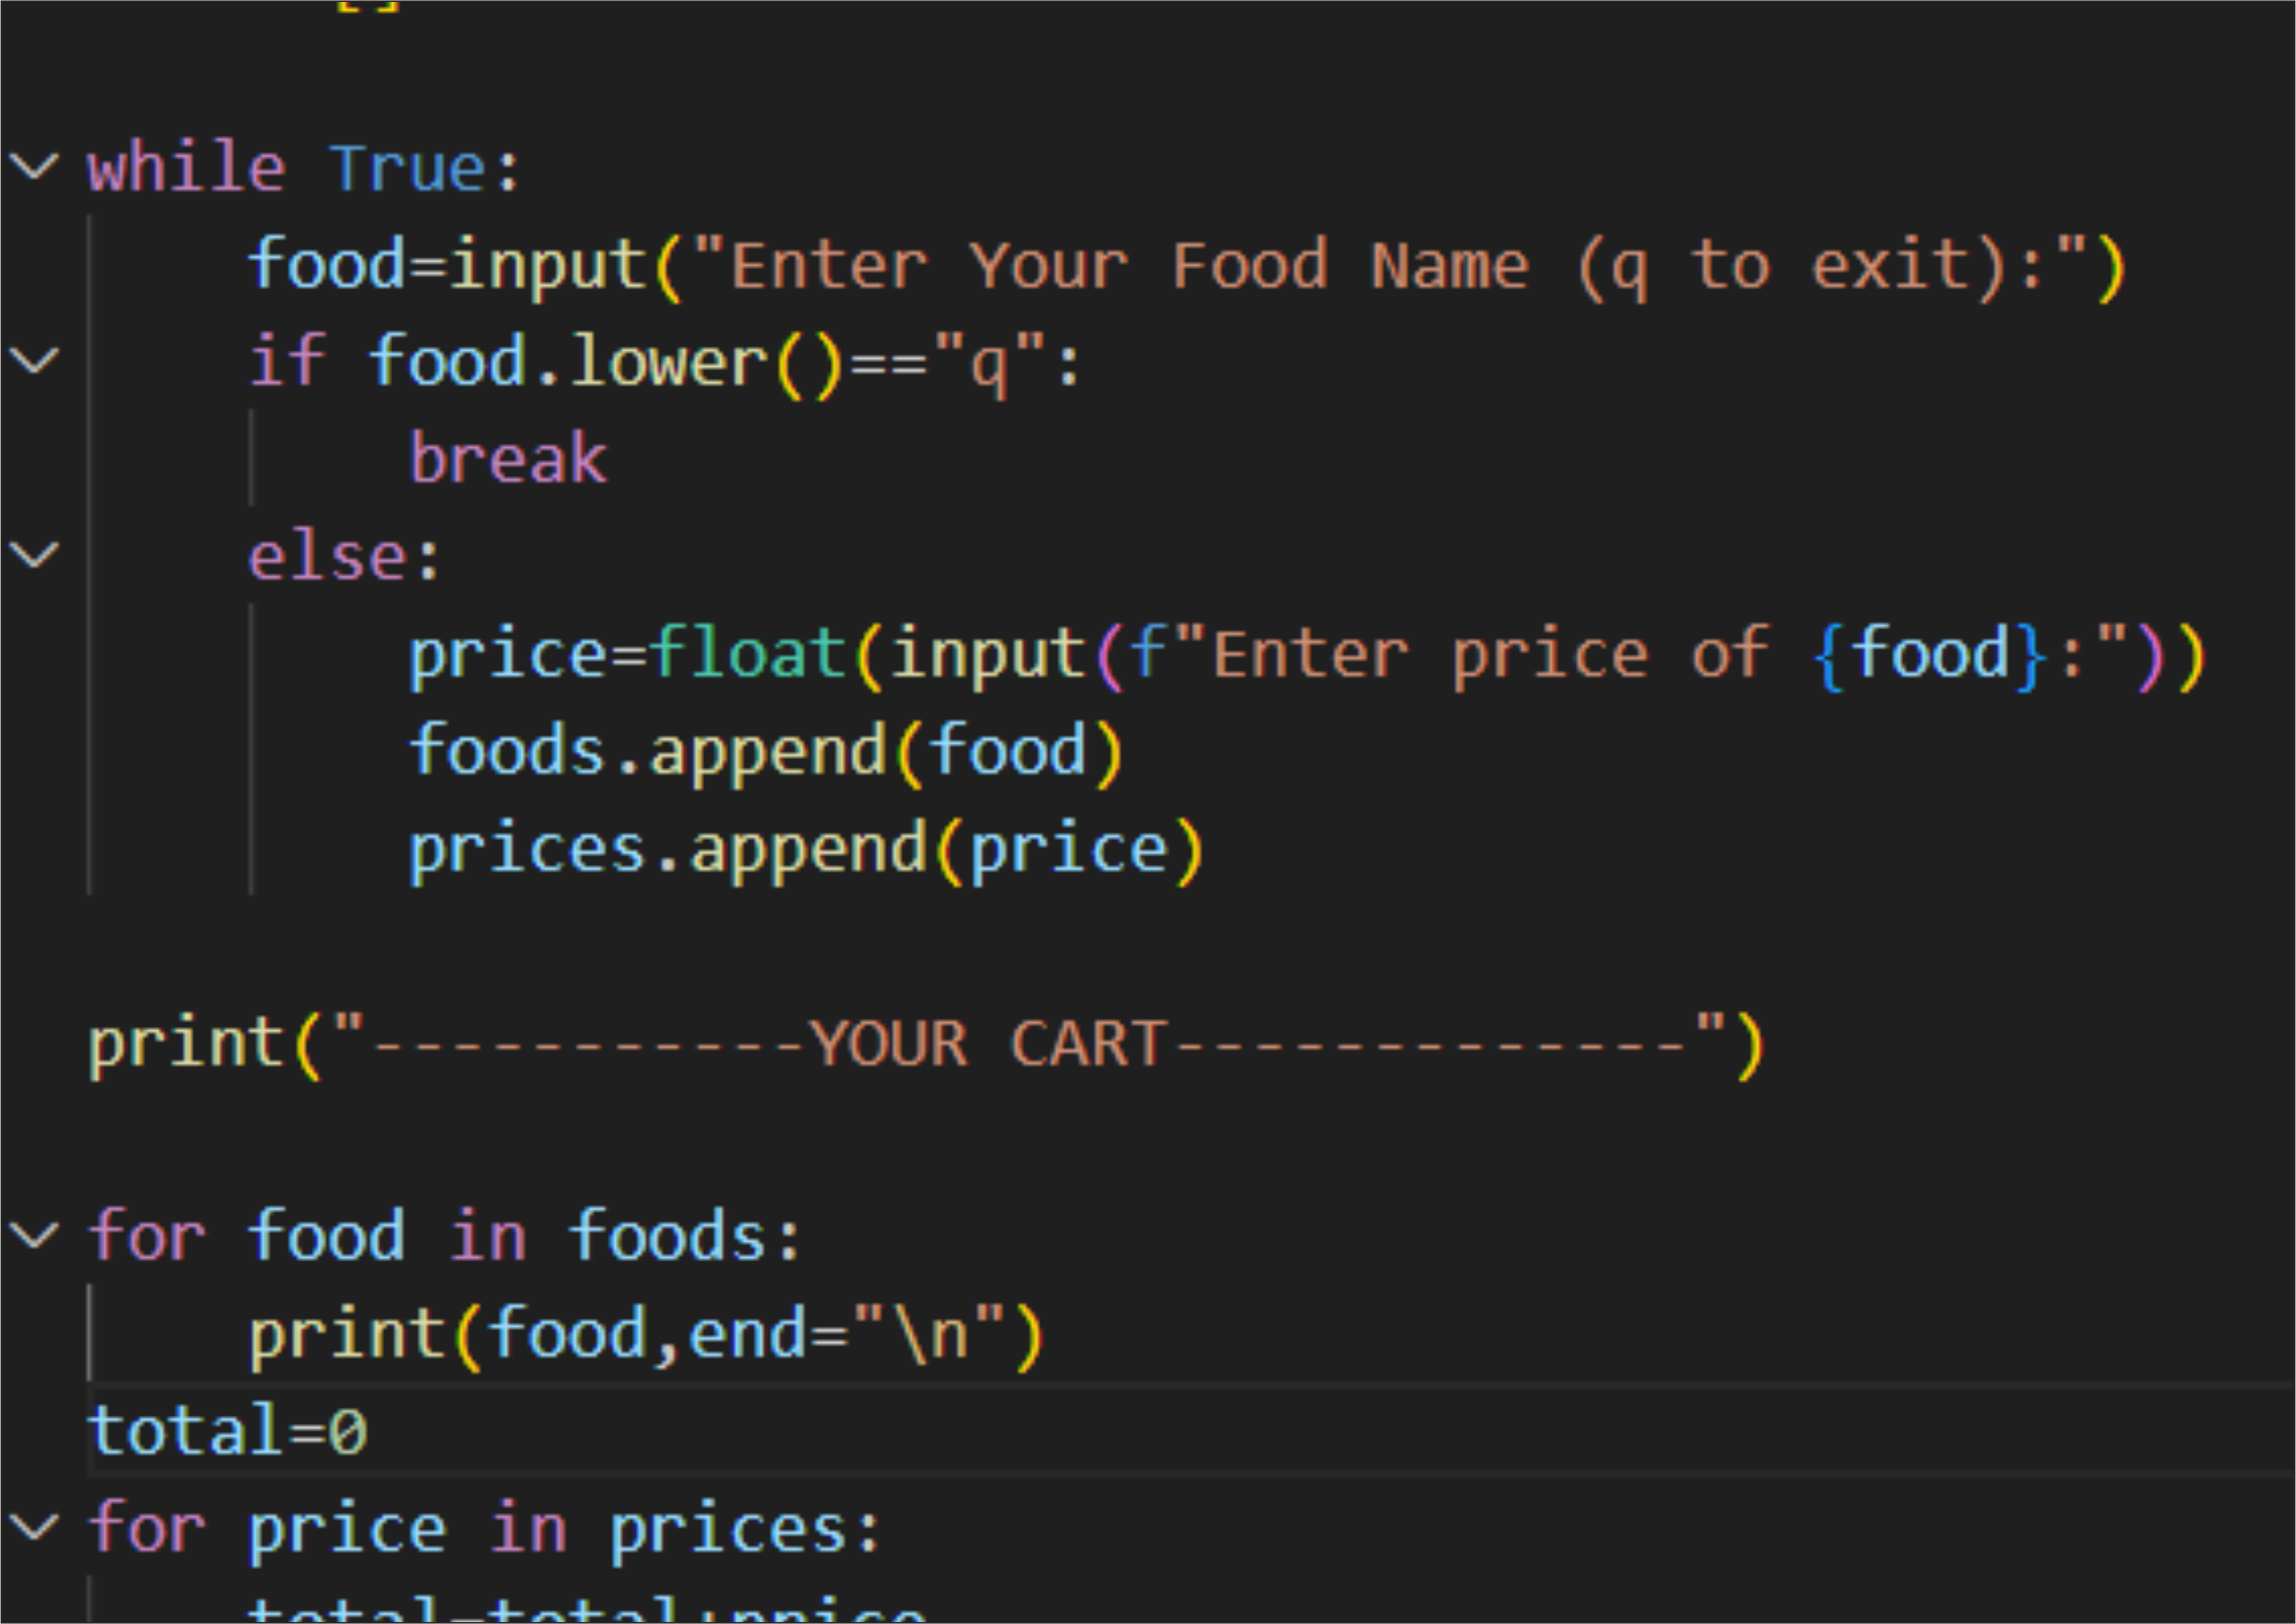 while True:
    food=input("Enter Your Food Name (q to exit):")
    if food.lower()=="q":
        break
    else:
        price=float(input(f"Enter price of {food}:"))
        foods.append(food)
        prices.append(price)
print("-----------YOUR CART-------------")
for food in foods:
    print(food,end="\n")
total=0
for price in prices: